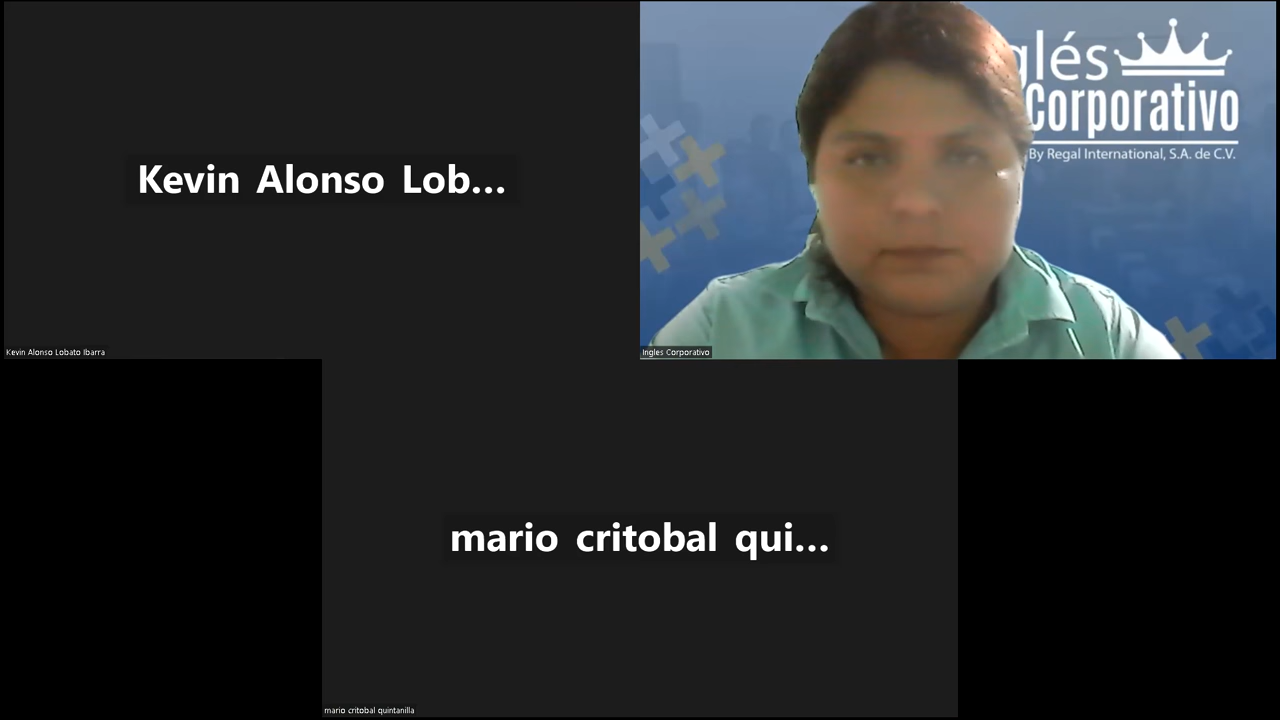 Kevin Alonso Lob...
Kevin Alonso Lobato Ibarra
glés
Corporativo
By Regal International, S.A. de C.V.
Ingles Corporativo
mario critobal qui...
mario critobal quintanilla